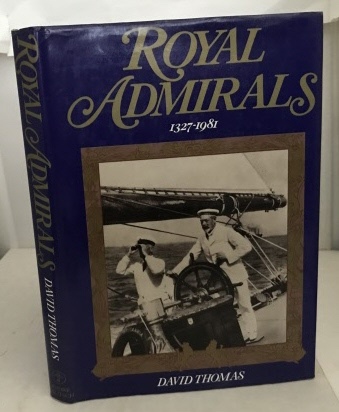 ROYAL
ADMIRALS
1327-1981
DAVID THOMAS
ROYAL ADMIRALS DAVID THOMAS